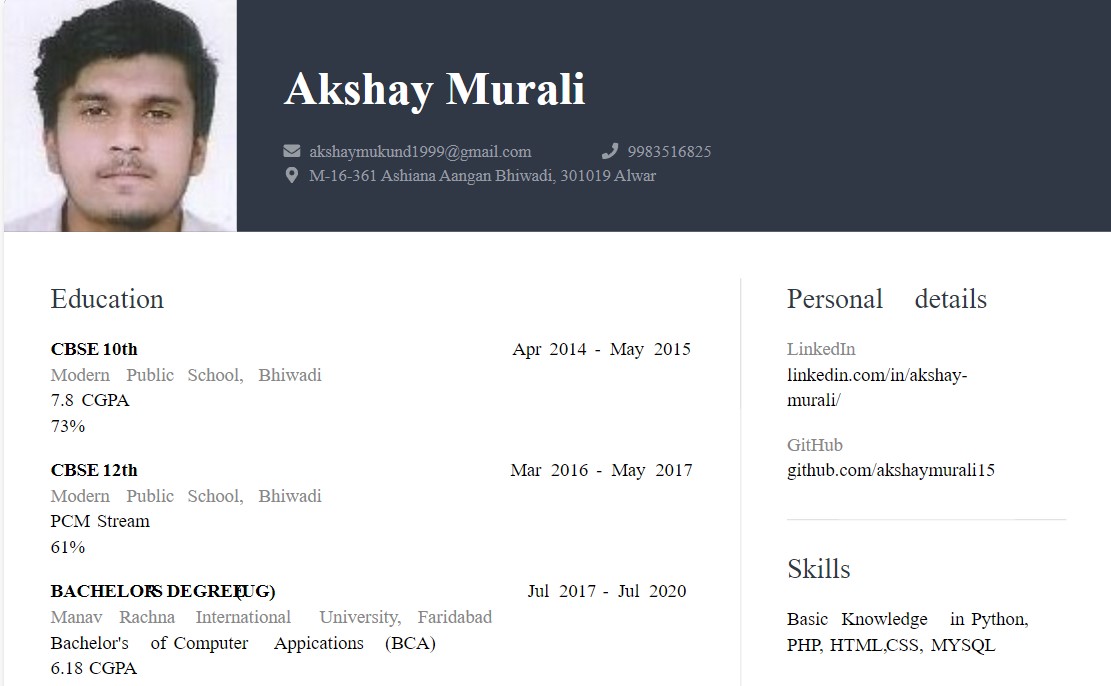 Akshay Murali
akshaymukund1999@gmail.com 9983516825
M-16-361 Ashiana Aangan Bhiwadi, 301019 Alwar
Education
CBSE 10th Apr 2014 - May 2015
Modern Public School, Bhiwadi
7.8 CGPA
73%
CBSE 12th Mar 2016 - May 2017
Modern Public School, Bhiwadi
PCM Stream
61%
BACHELOR'S DEGREE(UG) Jul 2017 - Jul 2020
Manav Rachna International University, Faridabad
Bachelor's of Computer Appications (BCA)
6.18 CGPA
Personal details
LinkedIn
linkedin.com/in/akshay-
murali/
GitHub
github.com/akshaymurali15
Skills
Basic Knowledge in Python,
PHP, HTML,CSS, MYSQL